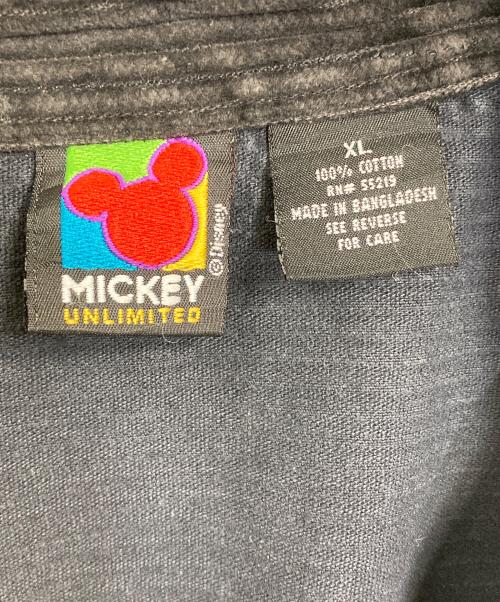 MICKEY
UNLIMITED
©Disney
XL
100% COTTON
RN# 55219
MADE IN BANGLADESH
SEE REVERSE
FOR CARE